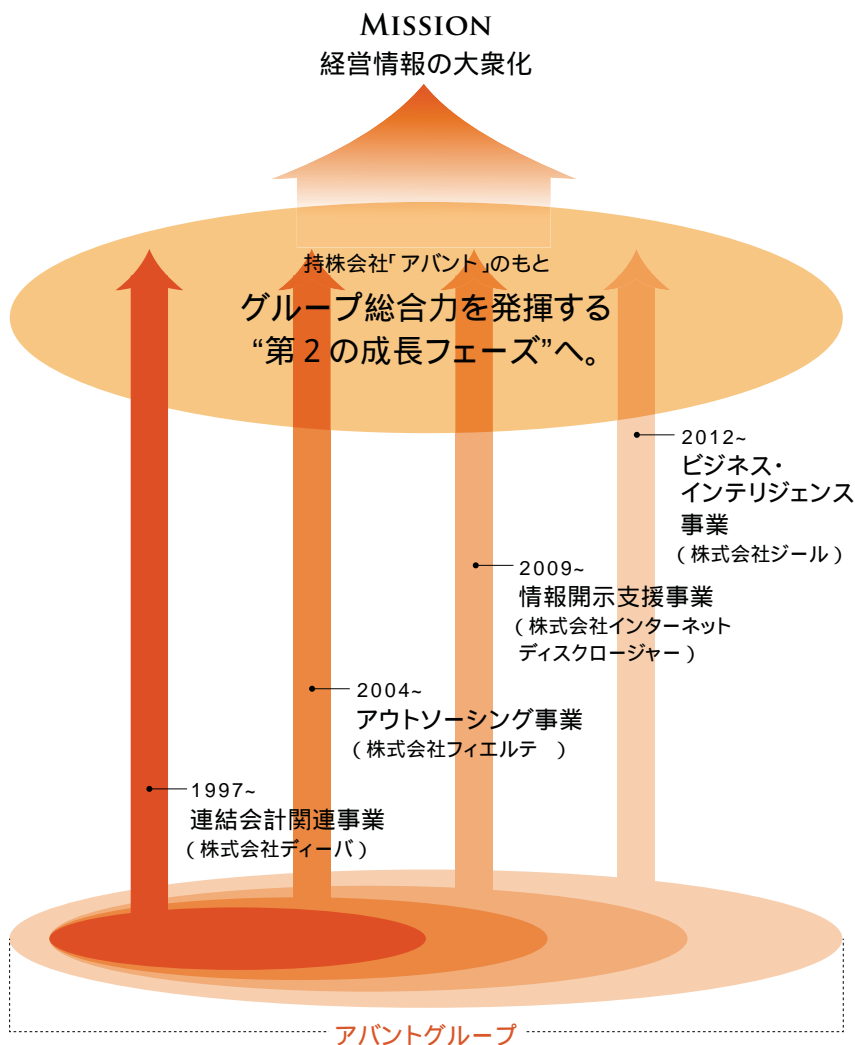 MISSION
経営情報の大衆化
持株会社「アバント」のもと
グループ総合力を発揮する
“第2の成長フェーズ”へ。
2012~
ビジネス・
インテリジェンス
事業
(株式会社ジール)
2009~
情報開示支援事業
(株式会社インターネット
ディスクロージャー)
2004~
アウトソーシング事業
(株式会社フィエルテ )
1997~
連結会計関連事業
(株式会社ディーバ)
アバントグループ